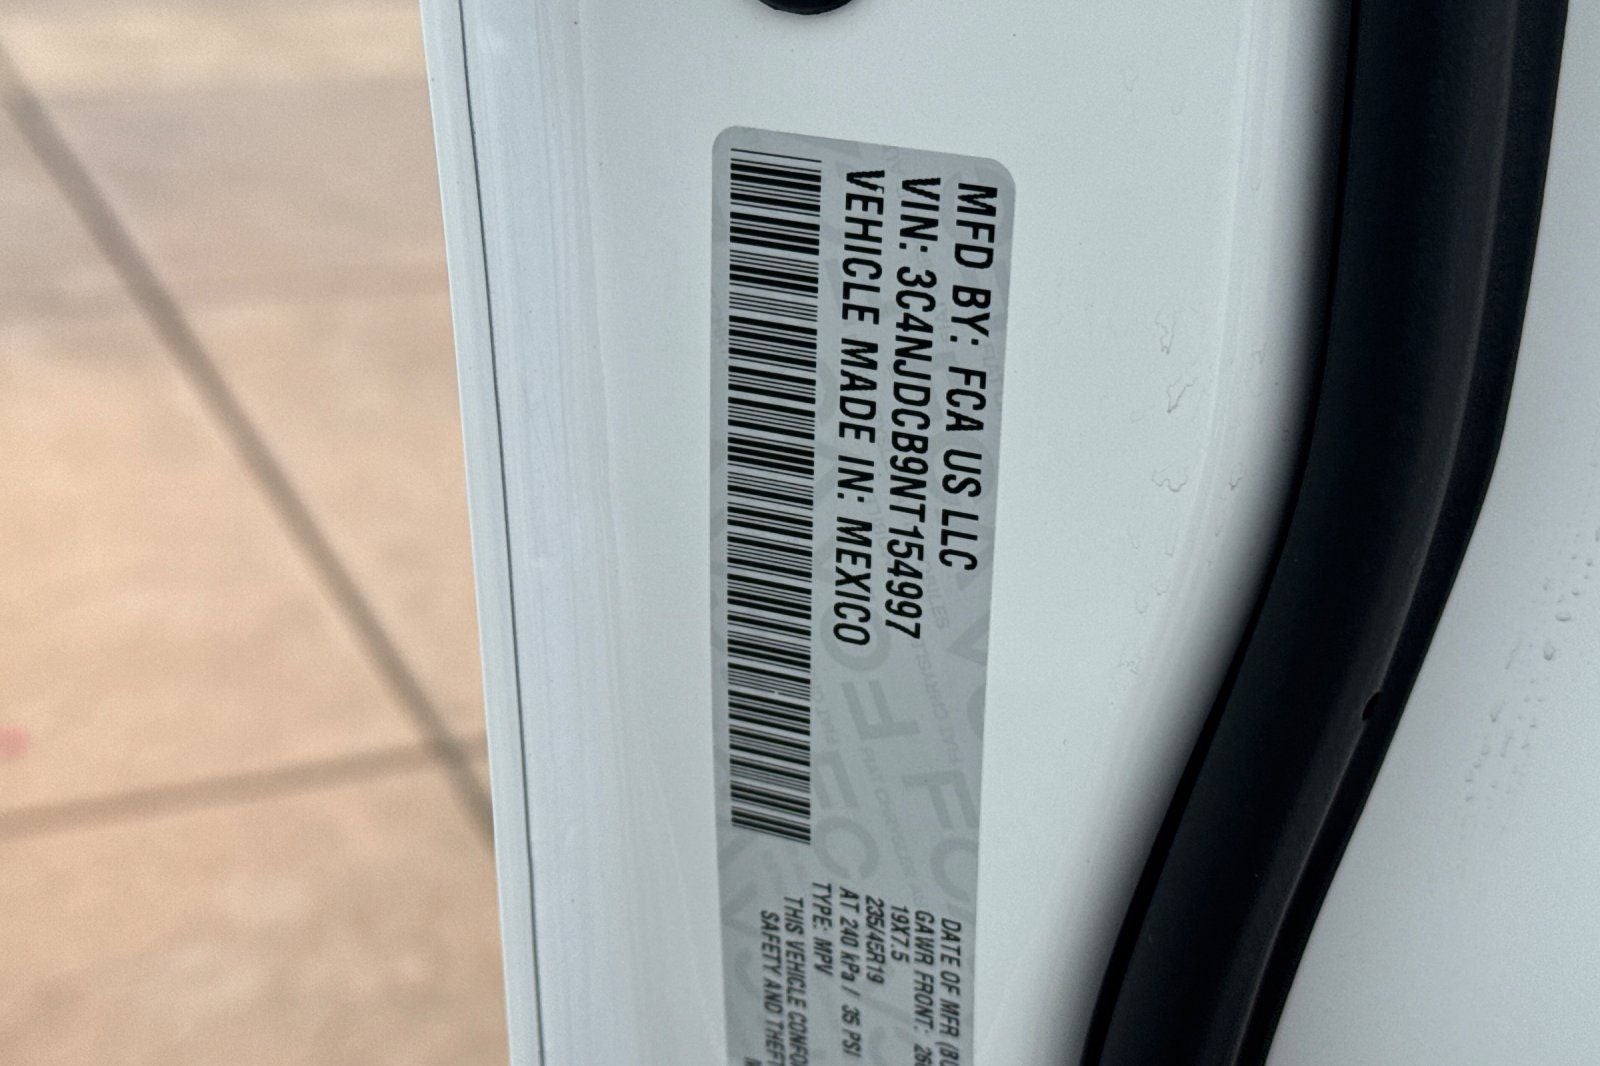 MFD BY: FCA US LLC
VIN: 3C4NJDCB9NT154997
VEHICLE MADE IN: MEXICO
DATE OF MFR
GAWR FRONT:
19X7.5
235/45R19
AT 240 kPa / 35 PSI
TYPE: MPV
THIS VEHICLE
SAFETY AND THEFT